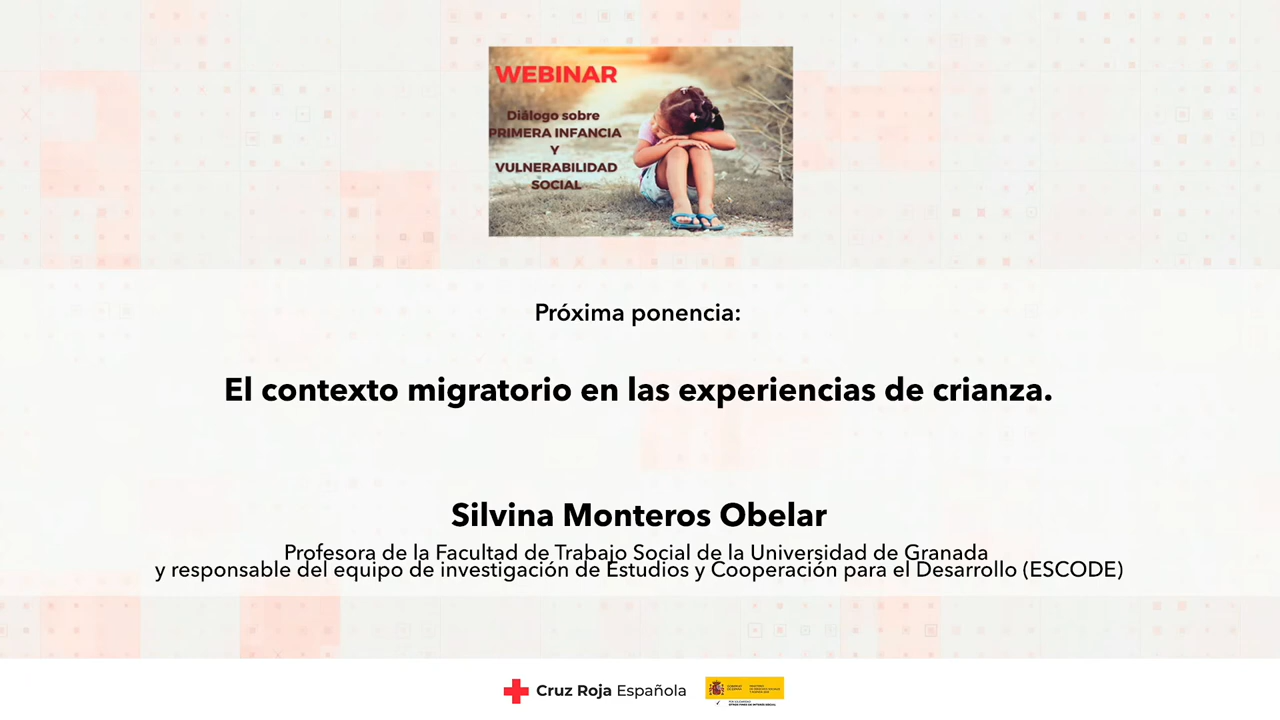 WEBINAR
Diálogo sobre
PRIMERA INFANCIA
Y
VULNERABILIDAD
SOCIAL
Próxima ponencia:
El contexto migratorio en las experiencias de crianza.
Silvina Monteros Obelar
Profesora de la Facultad de Trabajo Social de la Universidad de Granada
y responsable del equipo de investigación de Estudios y Cooperación para el Desarrollo (ESCODE)
Cruz Roja Española